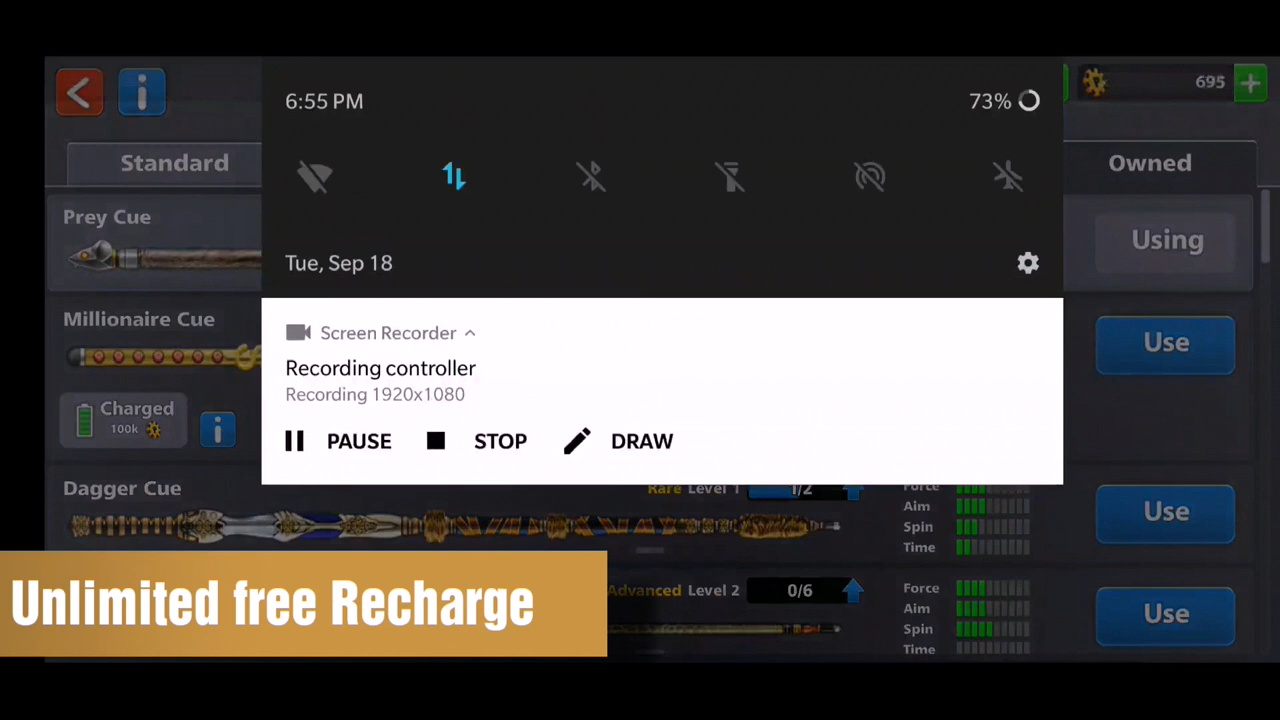 6:55 PM
73%
695
Standard
Owned
Prey Cue
Using
Tue, Sep 18
Millionaire Cue
Screen Recorder
Use
Recording controller
Recording 1920x1080
Charged
100k
PAUSE
STOP
DRAW
Dagger Cue
Rare Level 1
1/2
Force
Aim
Spin
Time
Use
Unlimited free Recharge
Advanced Level 2
0/6
Force
Aim
Spin
Time
Use